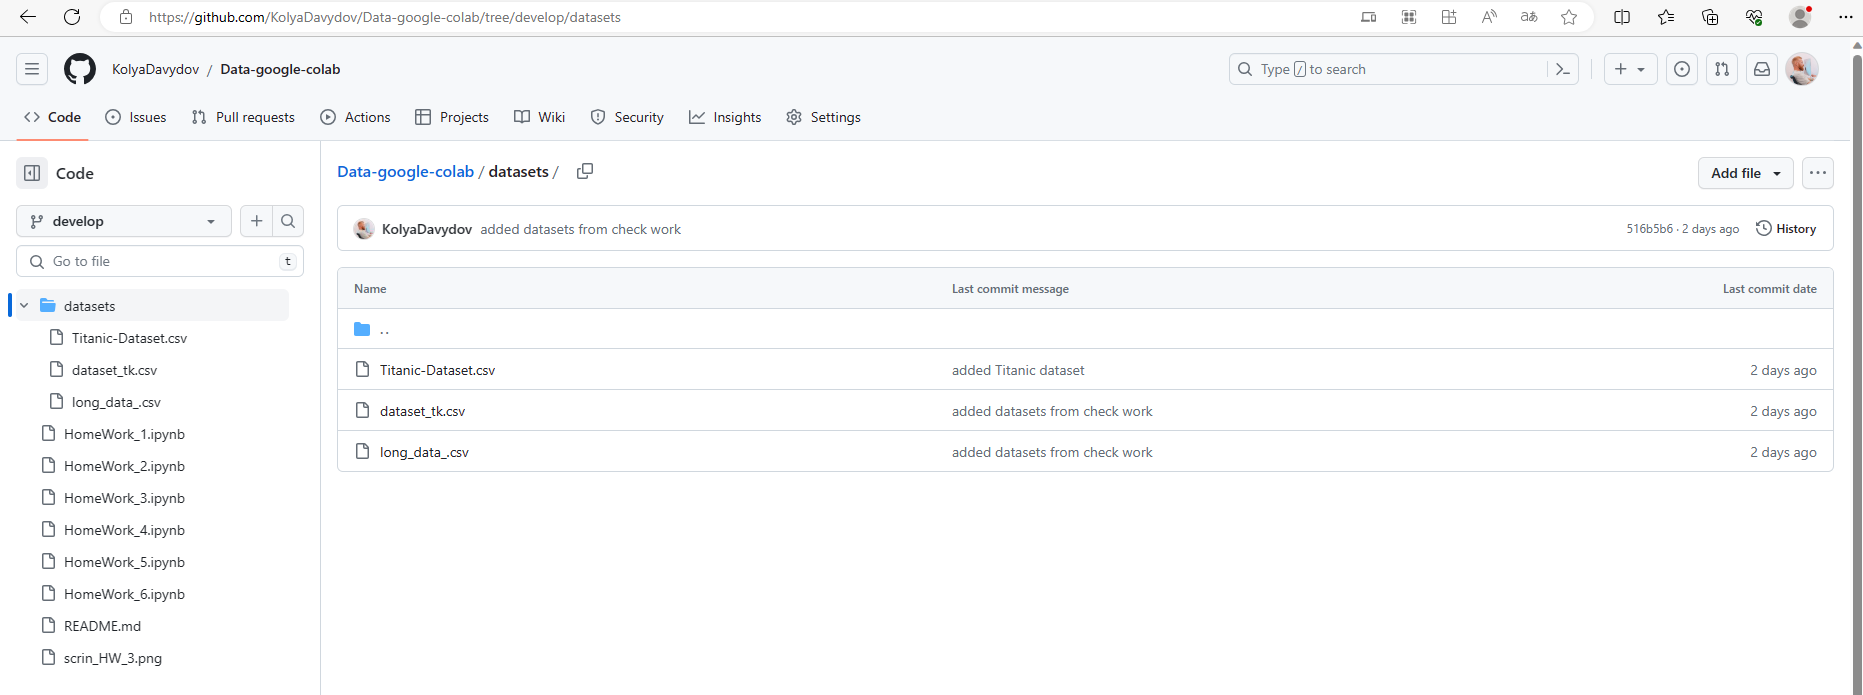 https://github.com/KolyaDavydov/Data-google-colab/tree/develop/datasets
KolyaDavydov / Data-google-colab
Type / to search
Code
Issues
Pull requests
Actions
Projects
Wiki
Security
Insights
Settings
Code
develop
Go to file
t
datasets
Titanic-Dataset.csv
dataset_tk.csv
long_data_.csv
HomeWork_1.ipynb
HomeWork_2.ipynb
HomeWork_3.ipynb
HomeWork_4.ipynb
HomeWork_5.ipynb
HomeWork_6.ipynb
README.md
scrin_HW_3.png
Data-google-colab / datasets /
Add file
KolyaDavydov added datasets from check work
516b5b6 · 2 days ago
History
Name Last commit message Last commit date
..
Titanic-Dataset.csv added Titanic dataset 2 days ago
dataset_tk.csv added datasets from check work 2 days ago
long_data_.csv added datasets from check work 2 days ago